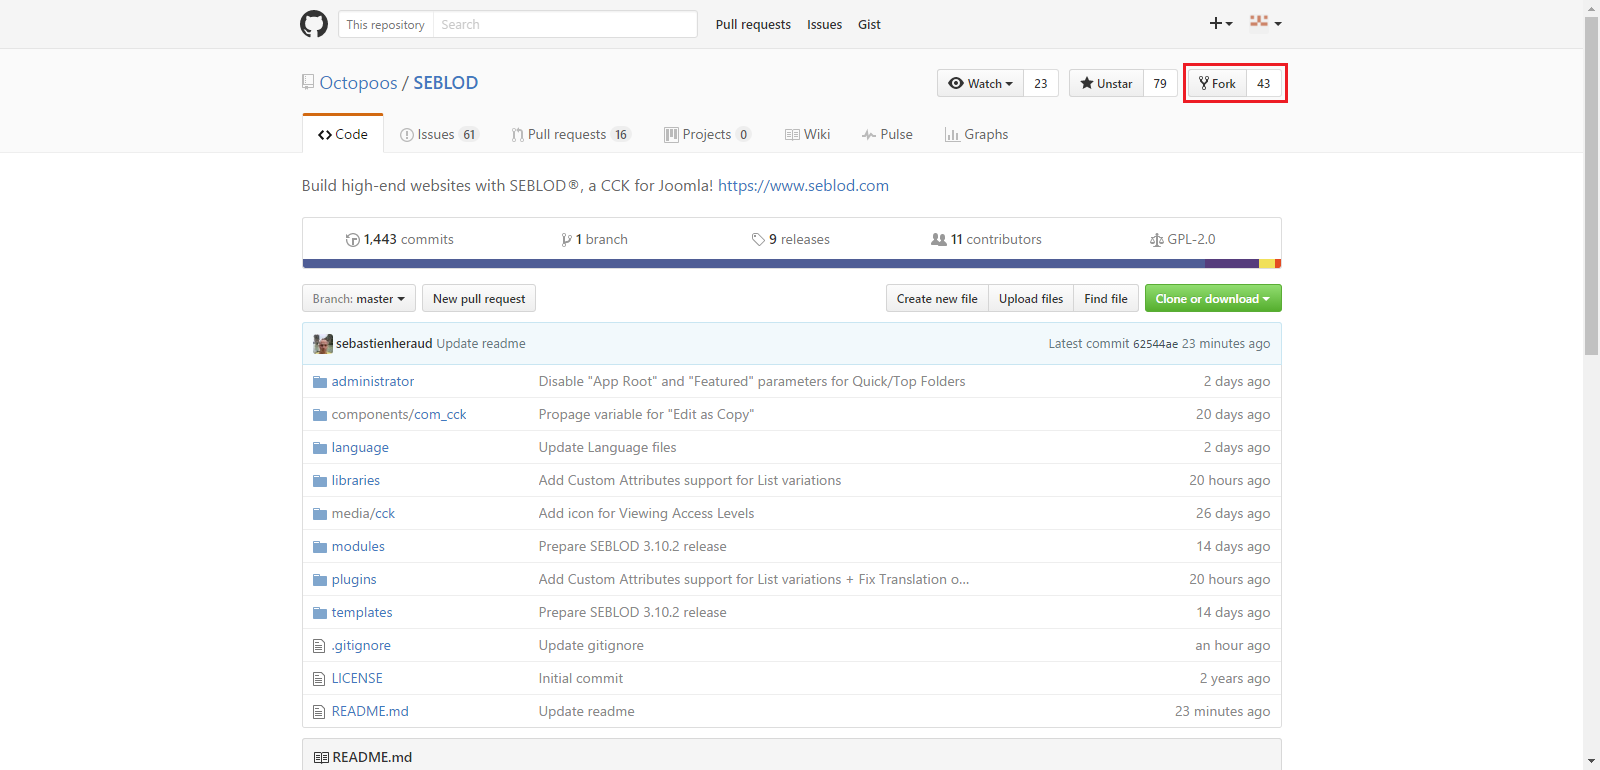 This repository Search Pull requests Issues Gist
Octopoos / SEBLOD Watch 23 Unstar 79 Fork 43
Code Issues 61 Pull requests 16 Projects 0 Wiki Pulse Graphs
Build high-end websites with SEBLOD®, a CCK for Joomla! https://www.seblod.com
1,443 commits 1 branch 9 releases 11 contributors GPL-2.0
Branch: master New pull request Create new file Upload files Find file Clone or download
sebastienheraud Update readme Latest commit 62544ae 23 minutes ago
administrator Disable "App Root" and "Featured" parameters for Quick/Top Folders 2 days ago
components/com_cck Propage variable for "Edit as Copy" 20 days ago
language Update Language files 2 days ago
libraries Add Custom Attributes support for List variations 20 hours ago
media/cck Add icon for Viewing Access Levels 26 days ago
modules Prepare SEBLOD 3.10.2 release 14 days ago
plugins Add Custom Attributes support for List variations + Fix Translation o... 20 hours ago
templates Prepare SEBLOD 3.10.2 release 14 days ago
.gitignore Update gitignore an hour ago
LICENSE Initial commit 2 years ago
README.md Update readme 23 minutes ago
README.md